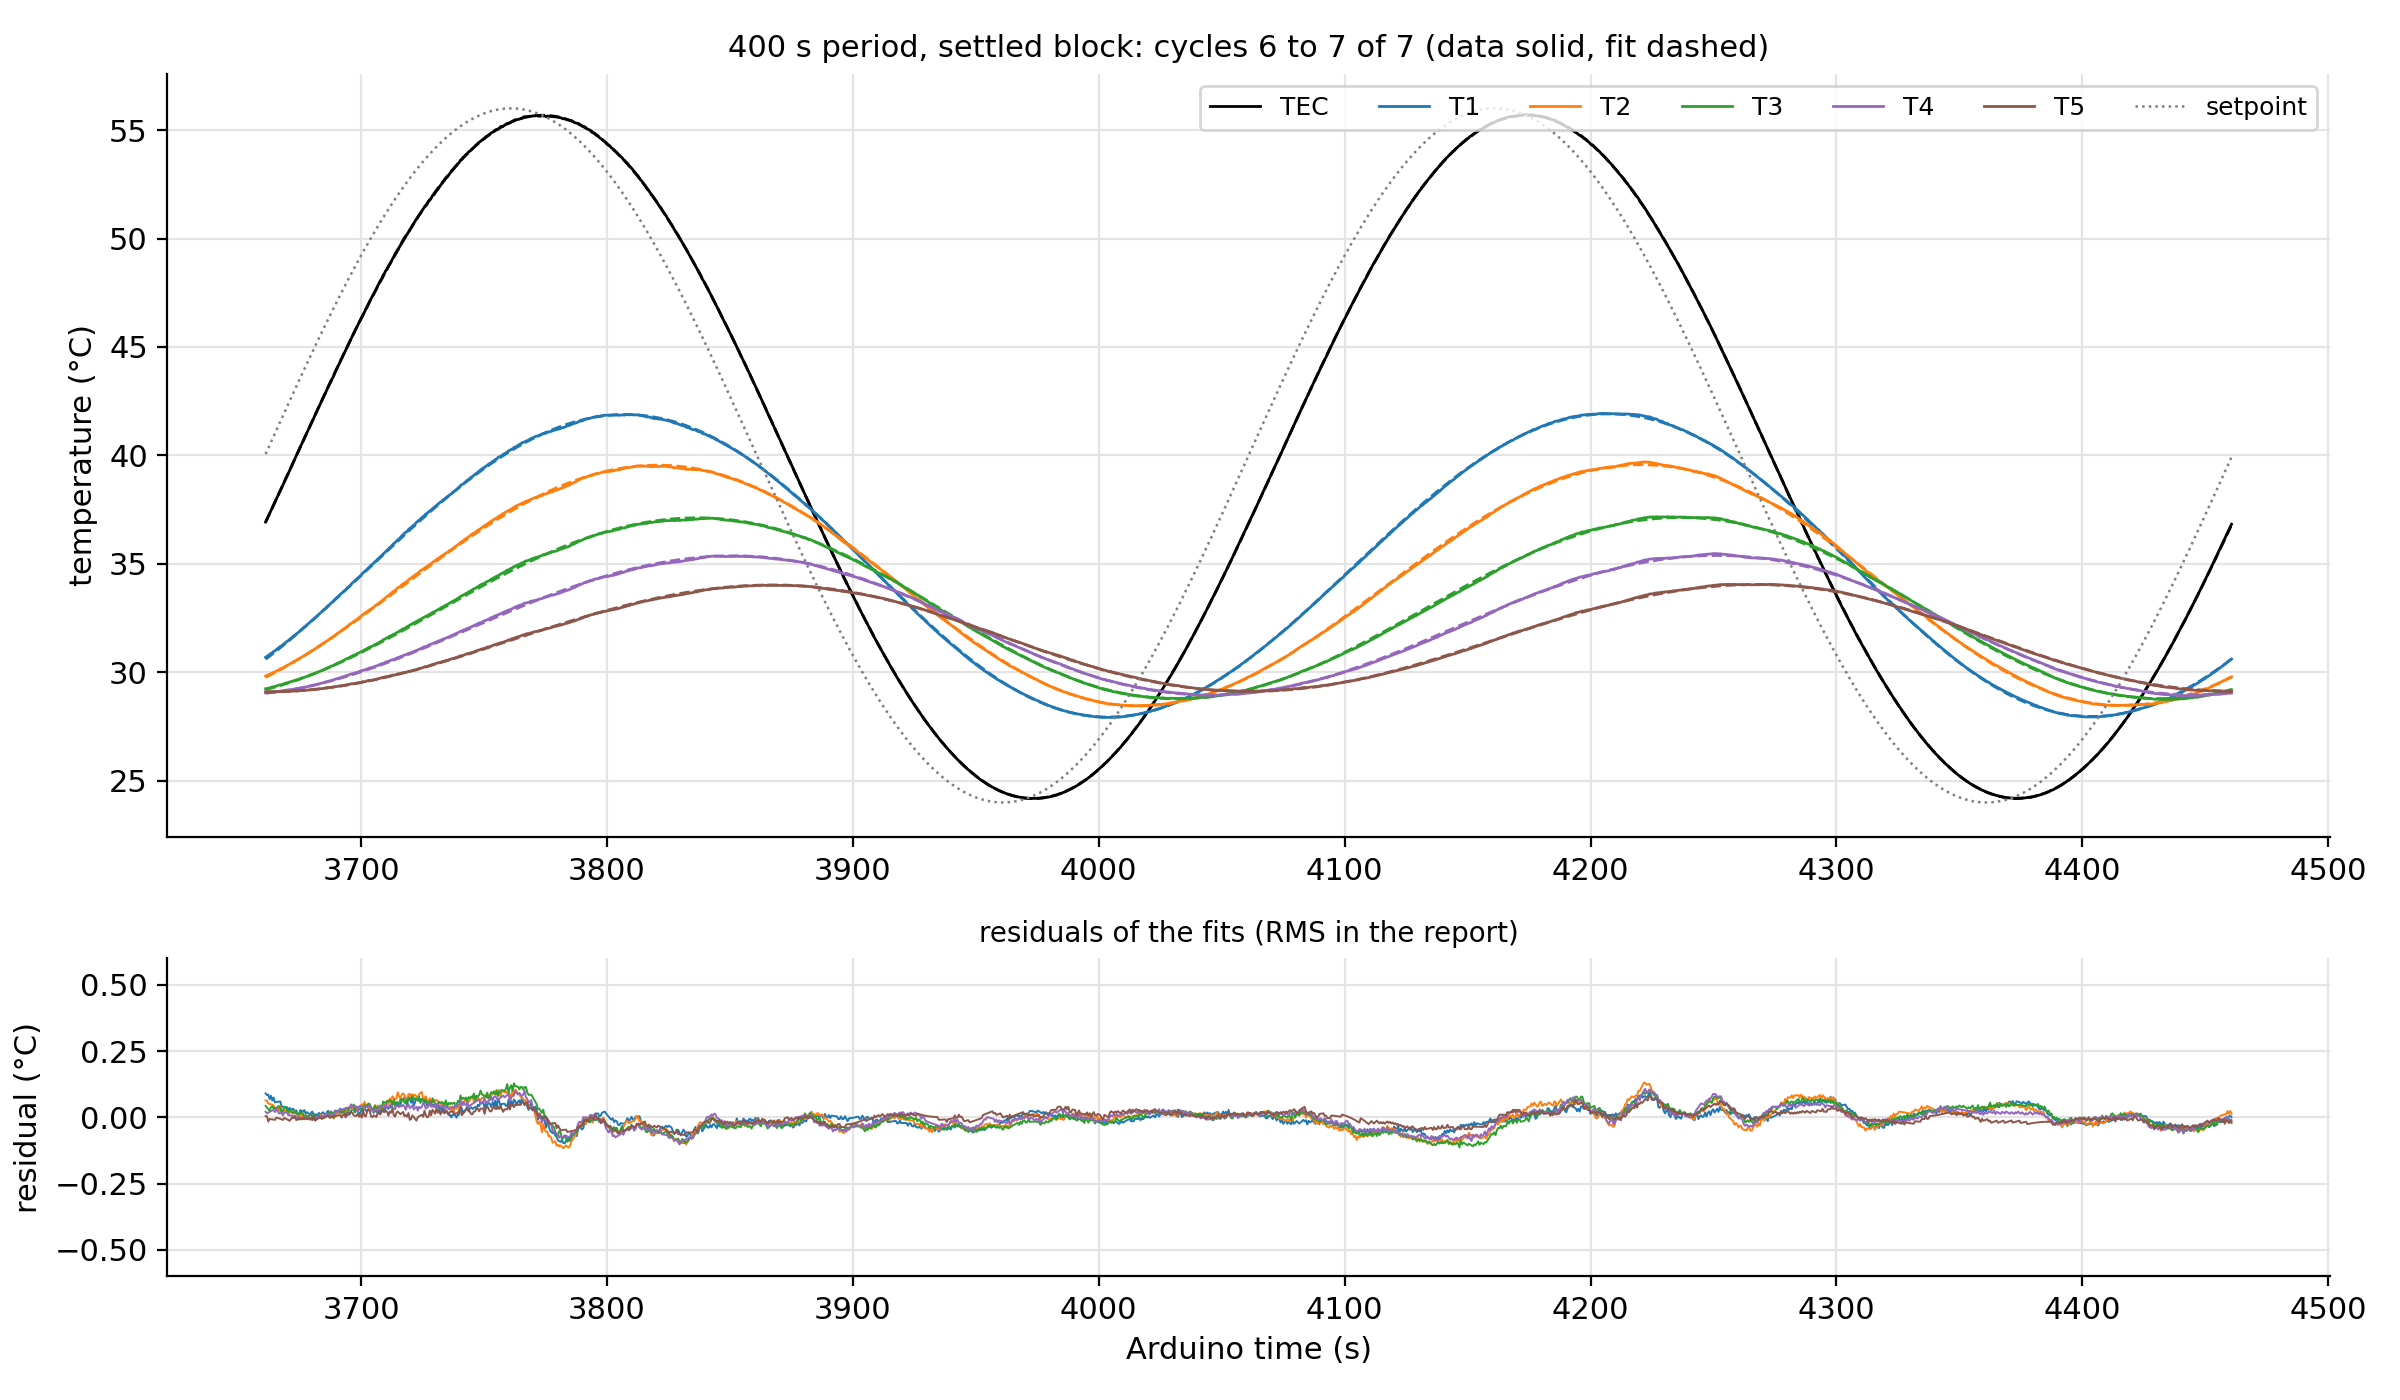 400 s period, settled block: cycles 6 to 7 of 7 (data solid, fit dashed)
TEC T1 T2 T3 T4 T5 setpoint
temperature (°C)
55
50
45
40
35
30
25
3700 3800 3900 4000 4100 4200 4300 4400 4500
residuals of the fits (RMS in the report)
residual (°C)
0.50
0.25
0.00
−0.25
−0.50
3700 3800 3900 4000 4100 4200 4300 4400 4500
Arduino time (s)